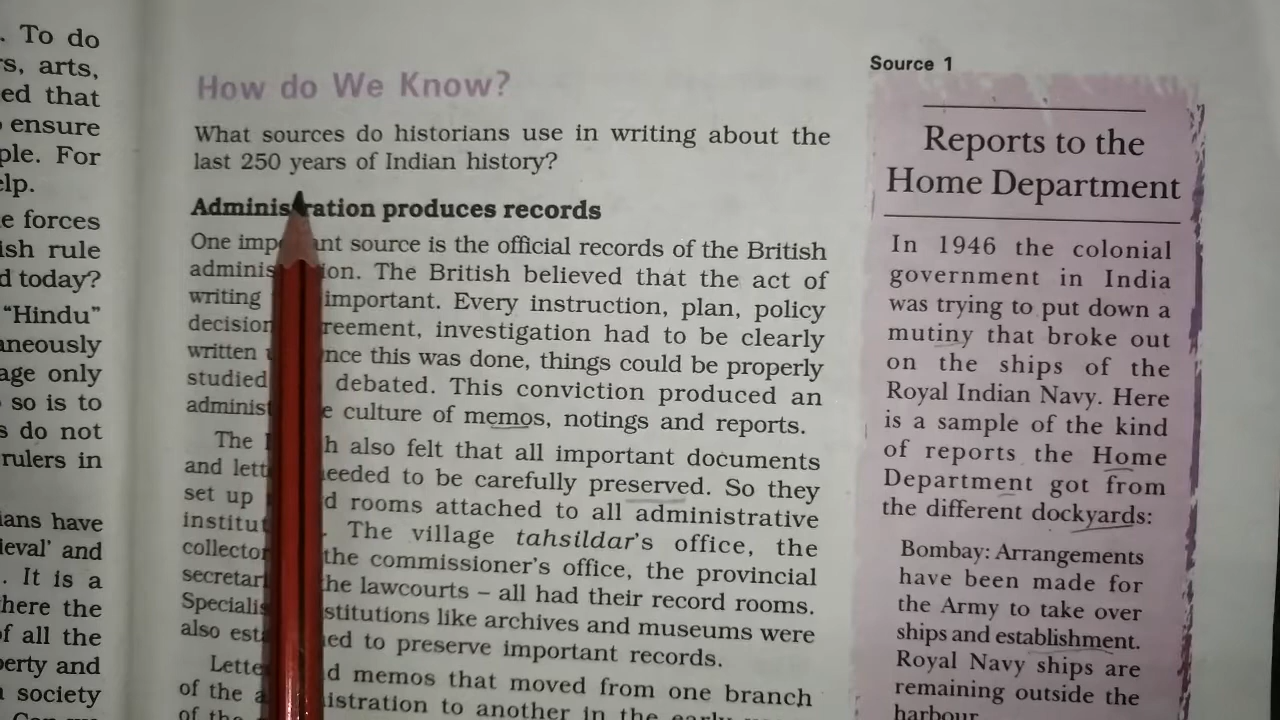 . To do
s, arts,
ed that
ensure
ple. For
elp.
e forces
ish rule
d today?
“Hindu”
aneously
age only
so is to
s do not
rulers in
ians have
ieval’ and
. It is a
here the
of all the
perty and
society
How do We Know?
What sources do historians use in writing about the
last 250 years of Indian history?
Adminis ration produces records
One imp nt source is the official records of the British
adminis ion. The British believed that the act of
writing important. Every instruction, plan, policy
decision reement, investigation had to be clearly
written nce this was done, things could be properly
studied debated. This conviction produced an
administ e culture of memos, notings and reports.
The h also felt that all important documents
and lett needed to be carefully preserved. So they
set up d rooms attached to all administrative
institut . The village tahsildar’s office, the
collector the commissioner’s office, the provincial
secretari he lawcourts – all had their record rooms.
Specialis stitutions like archives and museums were
also est ed to preserve important records.
Lette d memos that moved from one branch
of the a istration to another in the early
of the
Source 1
Reports to the
Home Department
In 1946 the colonial
government in India
was trying to put down a
mutiny that broke out
on the ships of the
Royal Indian Navy. Here
is a sample of the kind
of reports the Home
Department got from
the different dockyards:
Bombay: Arrangements
have been made for
the Army to take over
ships and establishment.
Royal Navy ships are
remaining outside the
harbour.